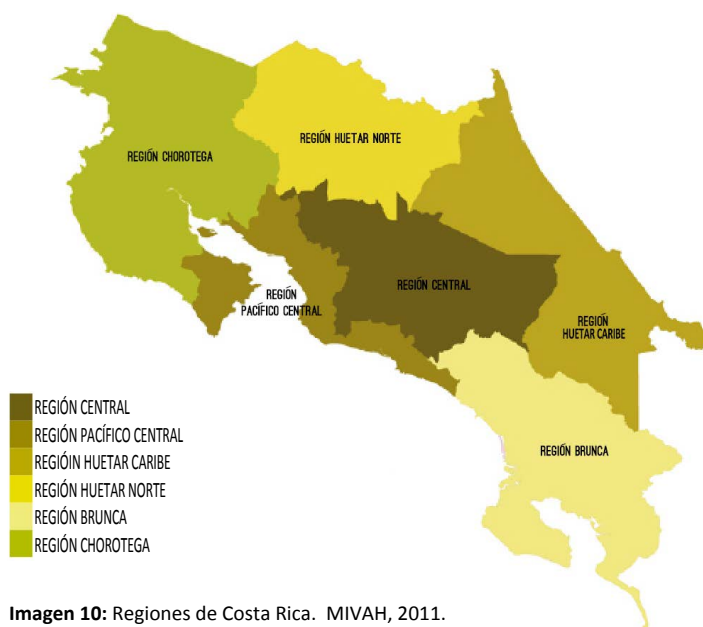 REGIÓN HUETAR NORTE
REGIÓN CHOROTEGA
REGIÓN CENTRAL
REGIÓN
PACÍFICO CENTRAL
REGIÓN
HUETAR CARIBE
REGIÓN BRUNCA
REGIÓN CENTRAL
REGIÓN PACÍFICO CENTRAL
REGIÓIN HUETAR CARIBE
REGIÓN HUETAR NORTE
REGIÓN BRUNCA
REGIÓN CHOROTEGA
Imagen 10: Regiones de Costa Rica. MIVAH, 2011.